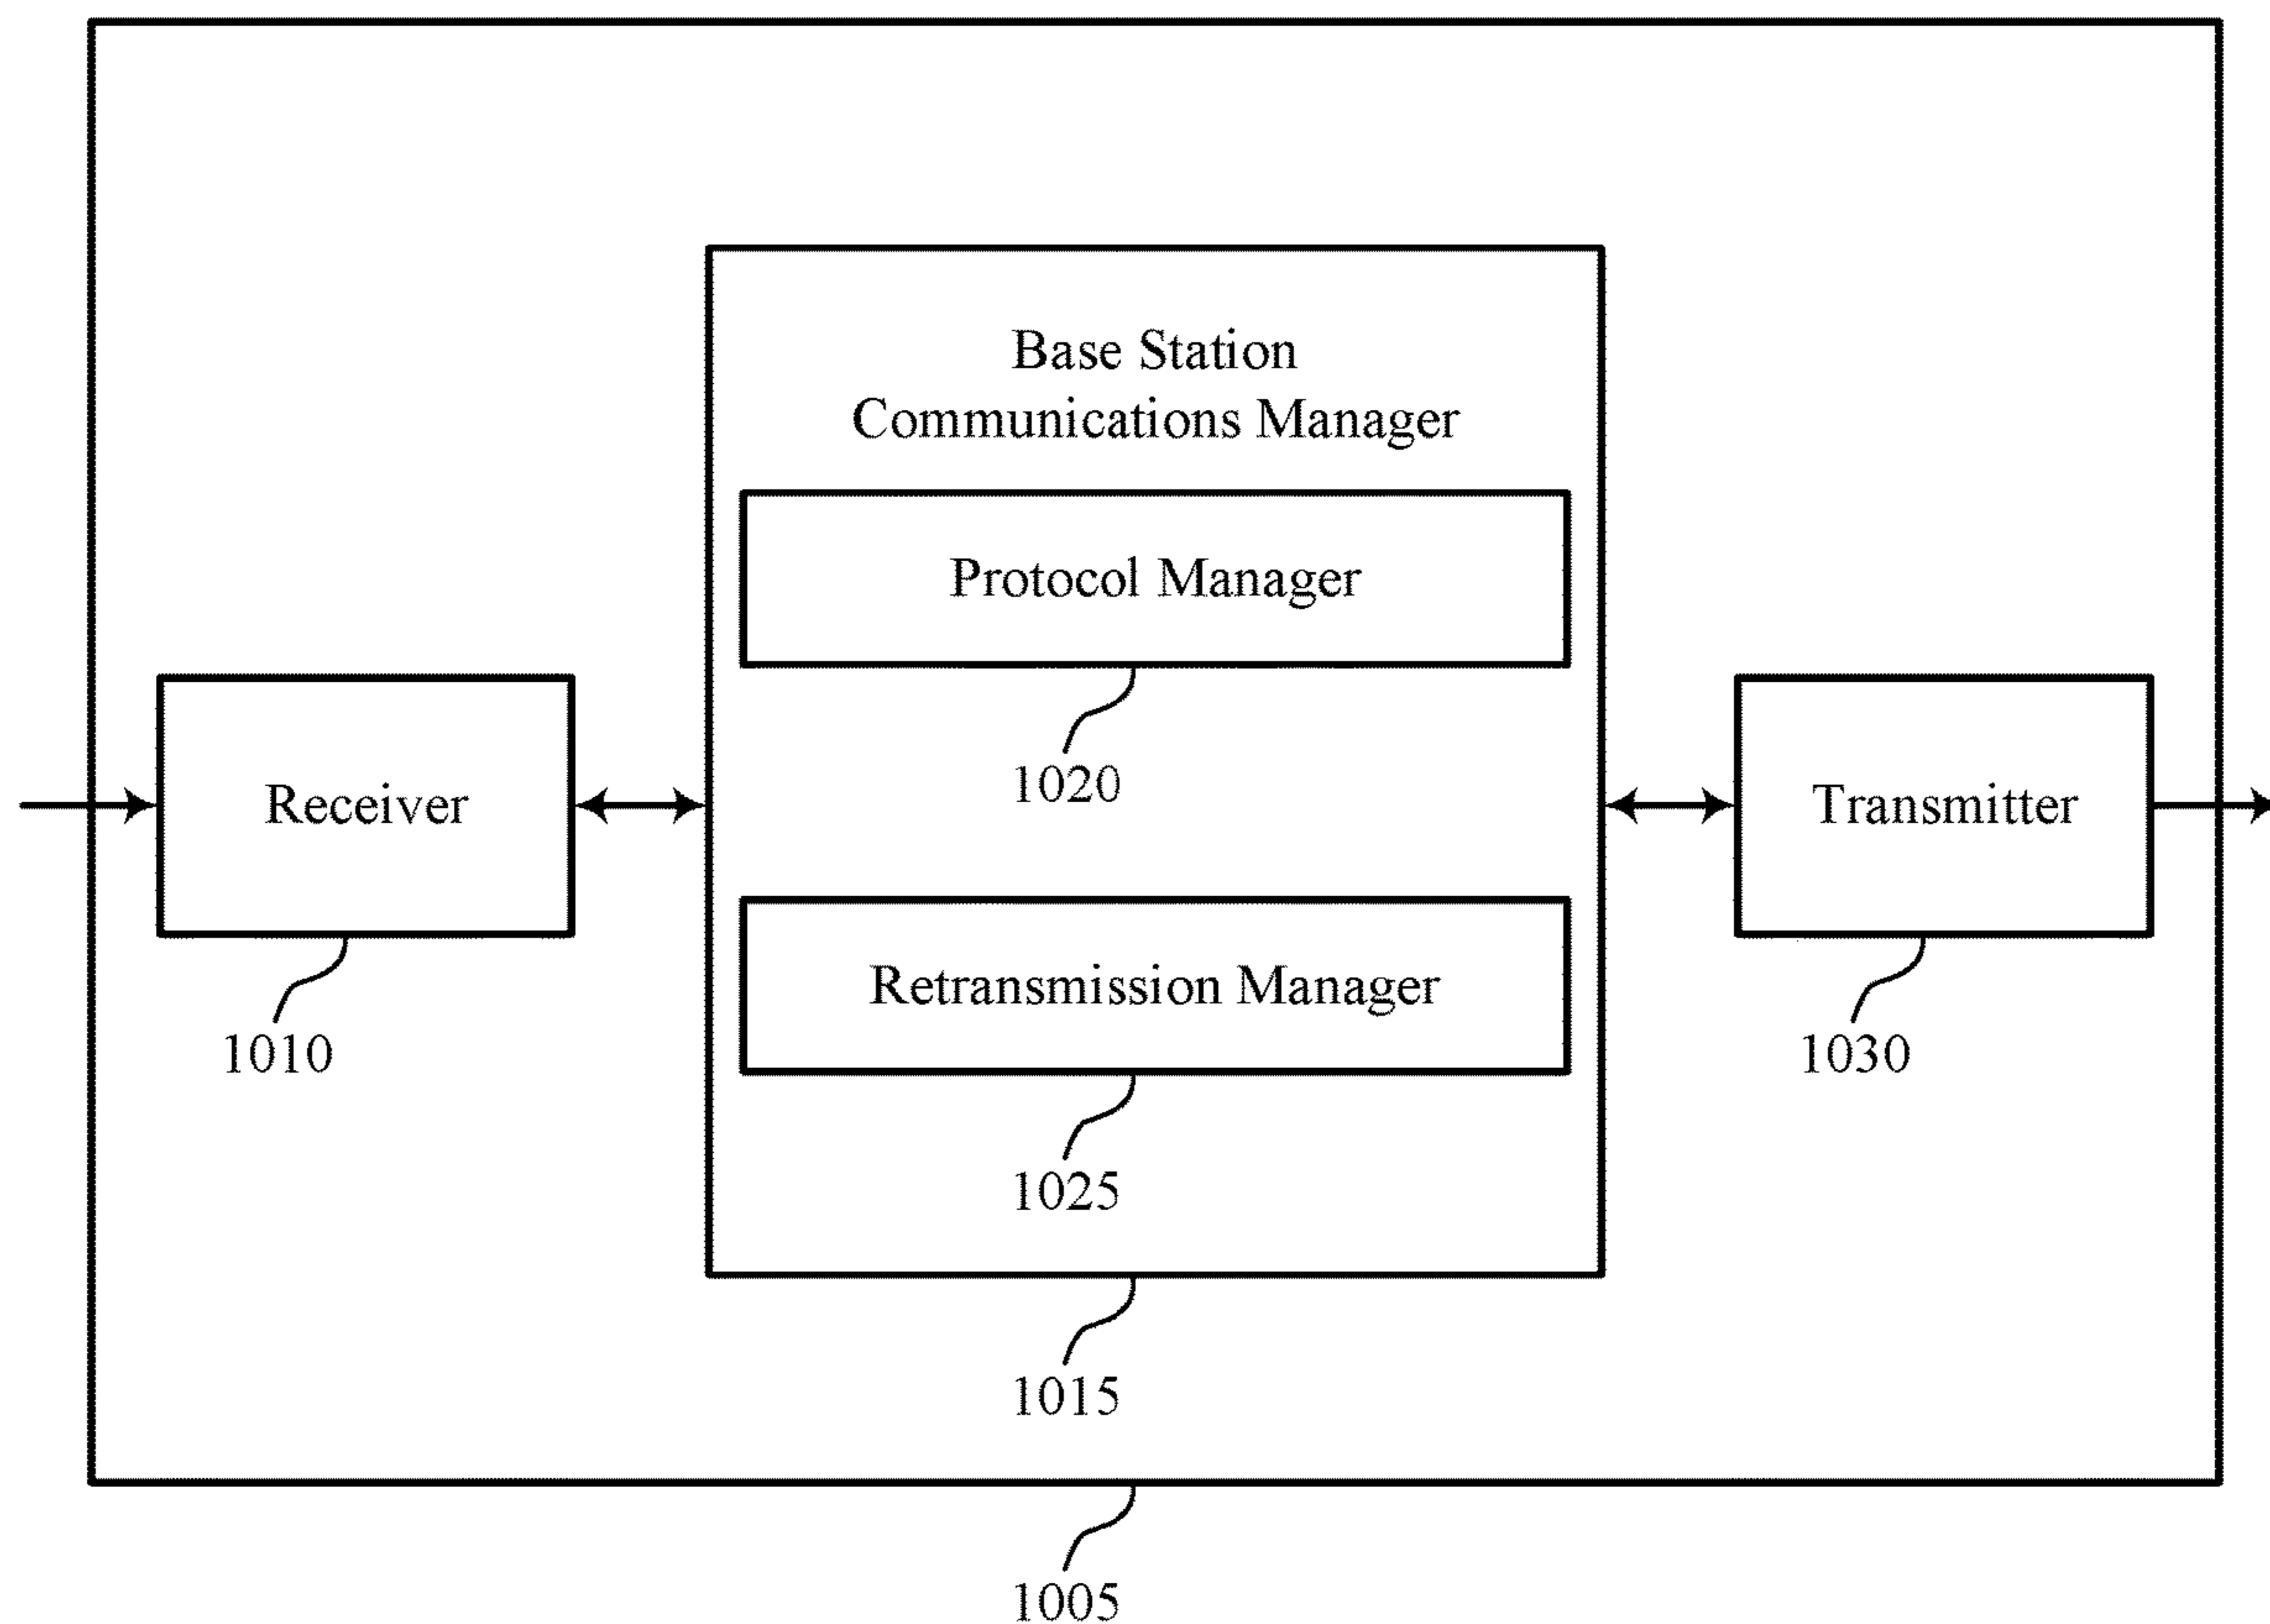 Base Station
Communications Manager
Protocol Manager
1020
Receiver
1010
Retransmission Manager
1025
Transmitter
1030
1015
1005